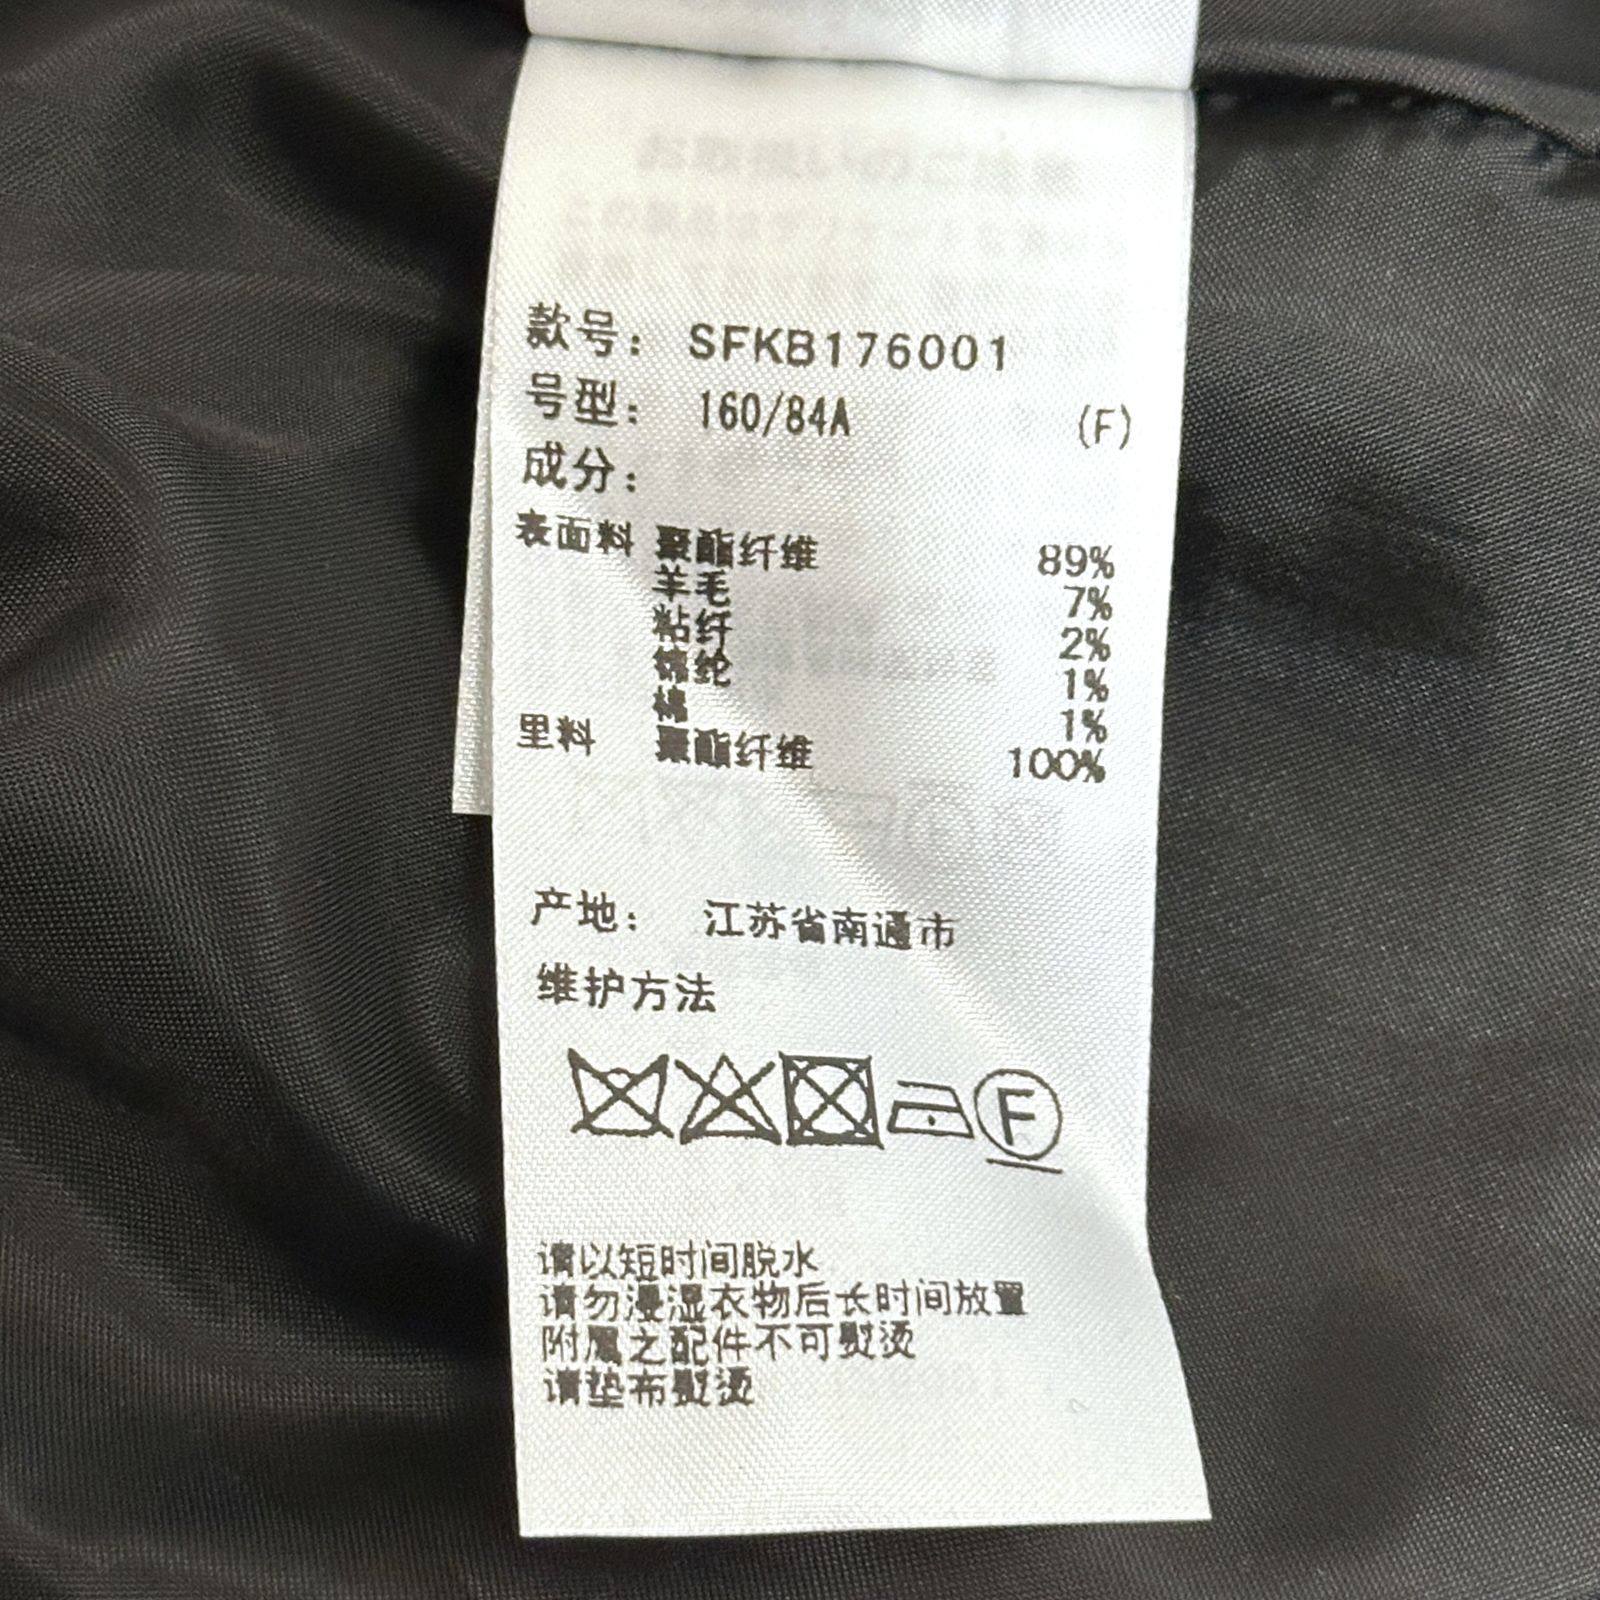 款号： SFKB176001
号型： 160/84A (F)
成分：
表面料 聚酯纤维 89%
羊毛 7%
粘纤 2%
锦纶 1%
棉 1%
里料 聚酯纤维 100%
产地： 江苏省南通市
维护方法
F
请以短时间脱水
请勿浸湿衣物后长时间放置
附属之配件不可熨烫
请垫布熨烫